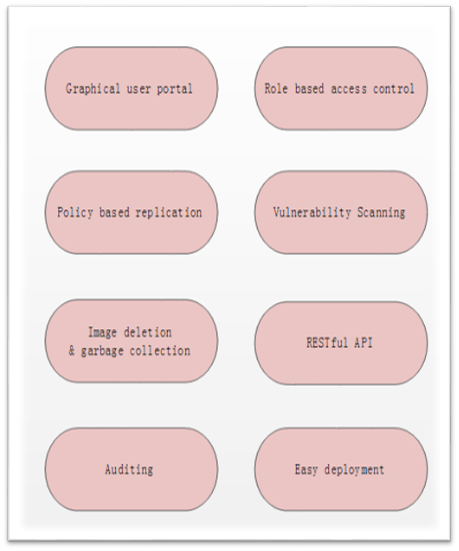 Graphical user portal
Role based access control
Policy based replication
Vulnerability Scanning
Image deletion
& garbage collection
RESTful API
Auditing
Easy deployment